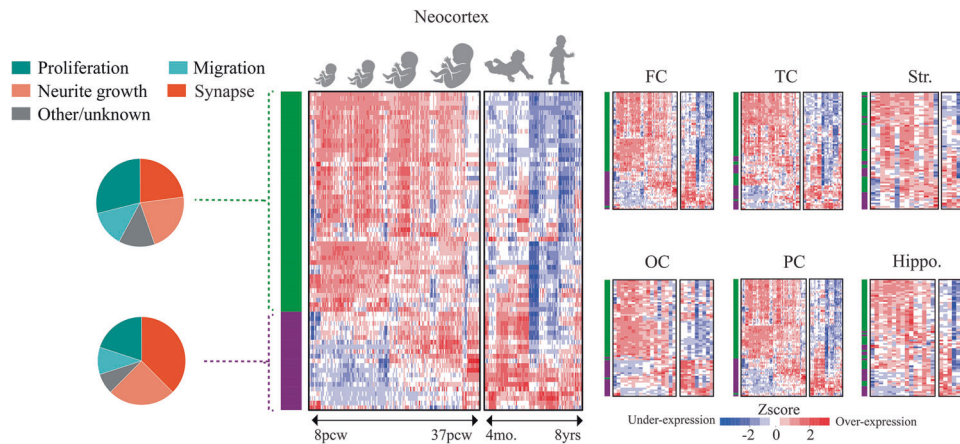 Neocortex
Proliferation
Migration
Neurite growth
Synapse
Other/unknown
FC
TC
Str.
OC
PC
Hippo.
8pcw
37pcw
4mo.
8yrs
Zscore
Under-expression
Over-expression
-2
0
2